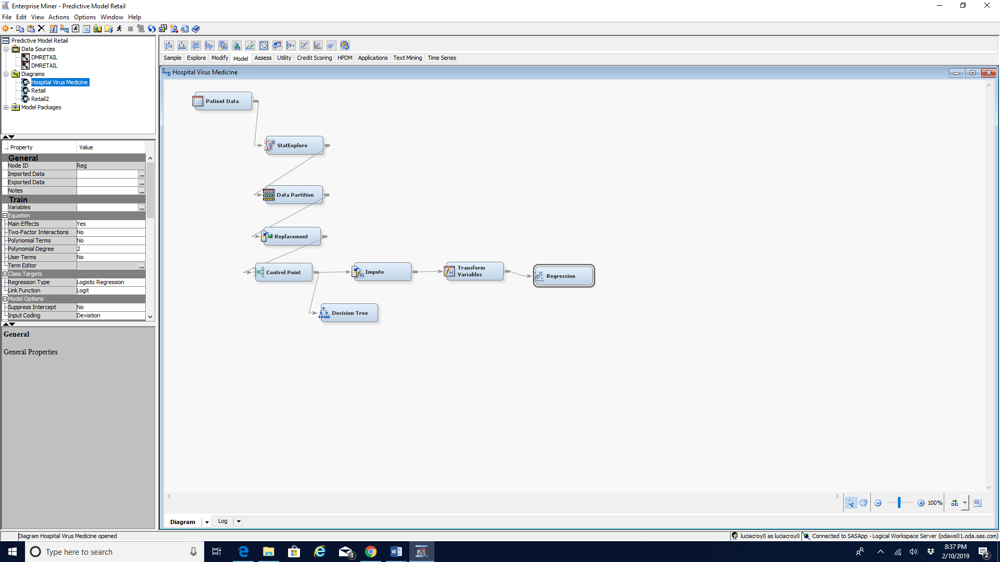 Enterprise Miner - Predictive Model Retail
File Edit View Actions Options Window Help
Predictive Model Retail
Data Sources
DMRETAIL
DMRETAIL
Diagrams
Hospital Virus Medicine
Retail
Retail2
Model Packages
.. Property Value
General
Node ID Reg
Imported Data ...
Exported Data ...
Notes ...
Train
Variables ...
Equation
Main Effects Yes
Two-Factor Interactions No
Polynomial Terms No
Polynomial Degree 2
User Terms No
Term Editor ...
Class Targets
Regression Type Logistic Regression
Link Function Logit
Model Options
Suppress Intercept No
Input Coding Deviation
General
General Properties
Sample Explore Modify Model Assess Utility Credit Scoring HPDM Applications Text Mining Time Series
Hospital Virus Medicine
Patient Data
StatExplore
Data Partition
Replacement
Control Point
Impute
Transform
Variables
Regression
Decision Tree
100%
Diagram Log
Diagram Hospital Virus Medicine opened
luciacroy0 as luciacroy0 Connected to SASApp - Logical Workspace Server (odaws01.oda.sas.com)
Type here to search
3
8:37 PM
2/10/2019
2